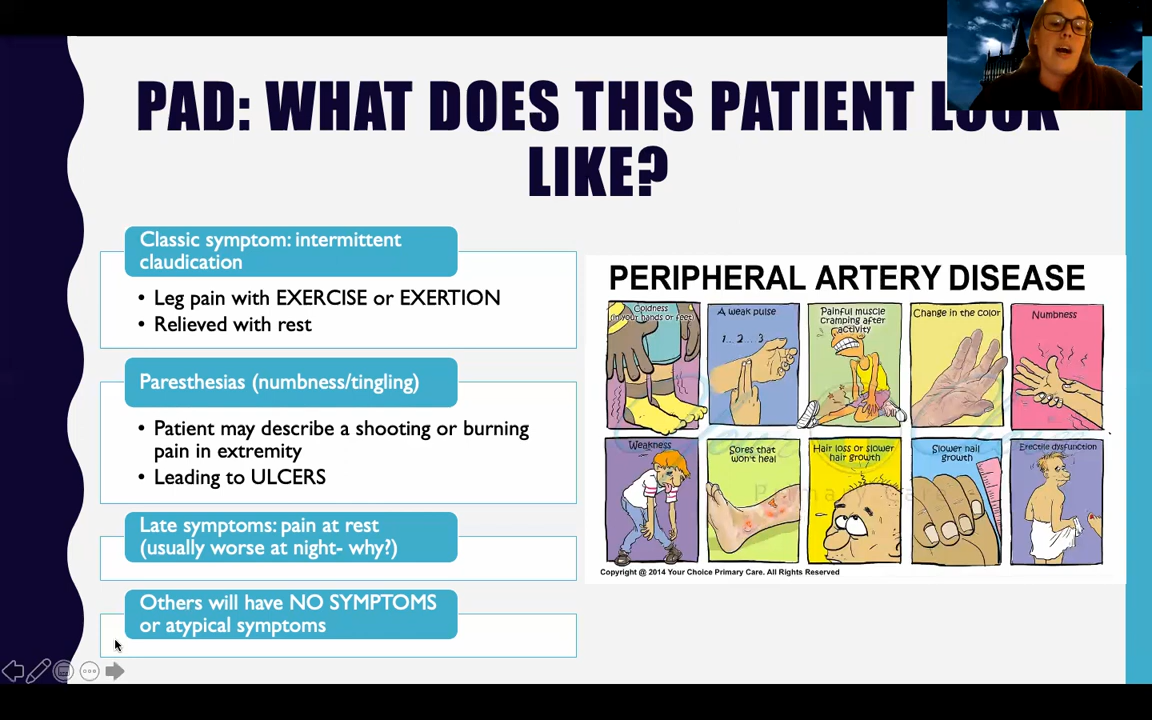 PAD: WHAT DOES THIS PATIENT LOOK
LIKE?
Classic symptom: intermittent
claudication
• Leg pain with EXERCISE or EXERTION
• Relieved with rest
Paresthesias (numbness/tingling)
• Patient may describe a shooting or burning
pain in extremity
• Leading to ULCERS
Late symptoms: pain at rest
(usually worse at night- why?)
Others will have NO SYMPTOMS
or atypical symptoms
PERIPHERAL ARTERY DISEASE
Coldness
(in your hands or feet)
A weak pulse
1.. 2... 3...
Painful muscle
cramping after
activity
Change in the color
Numbness
Weakness
Sores that
won't heal
Hair loss or slower
hair growth
Slower nail
growth
Erectile dysfunction
Primary Care
Copyright @ 2014 Your Choice Primary Care. All Rights Reserved